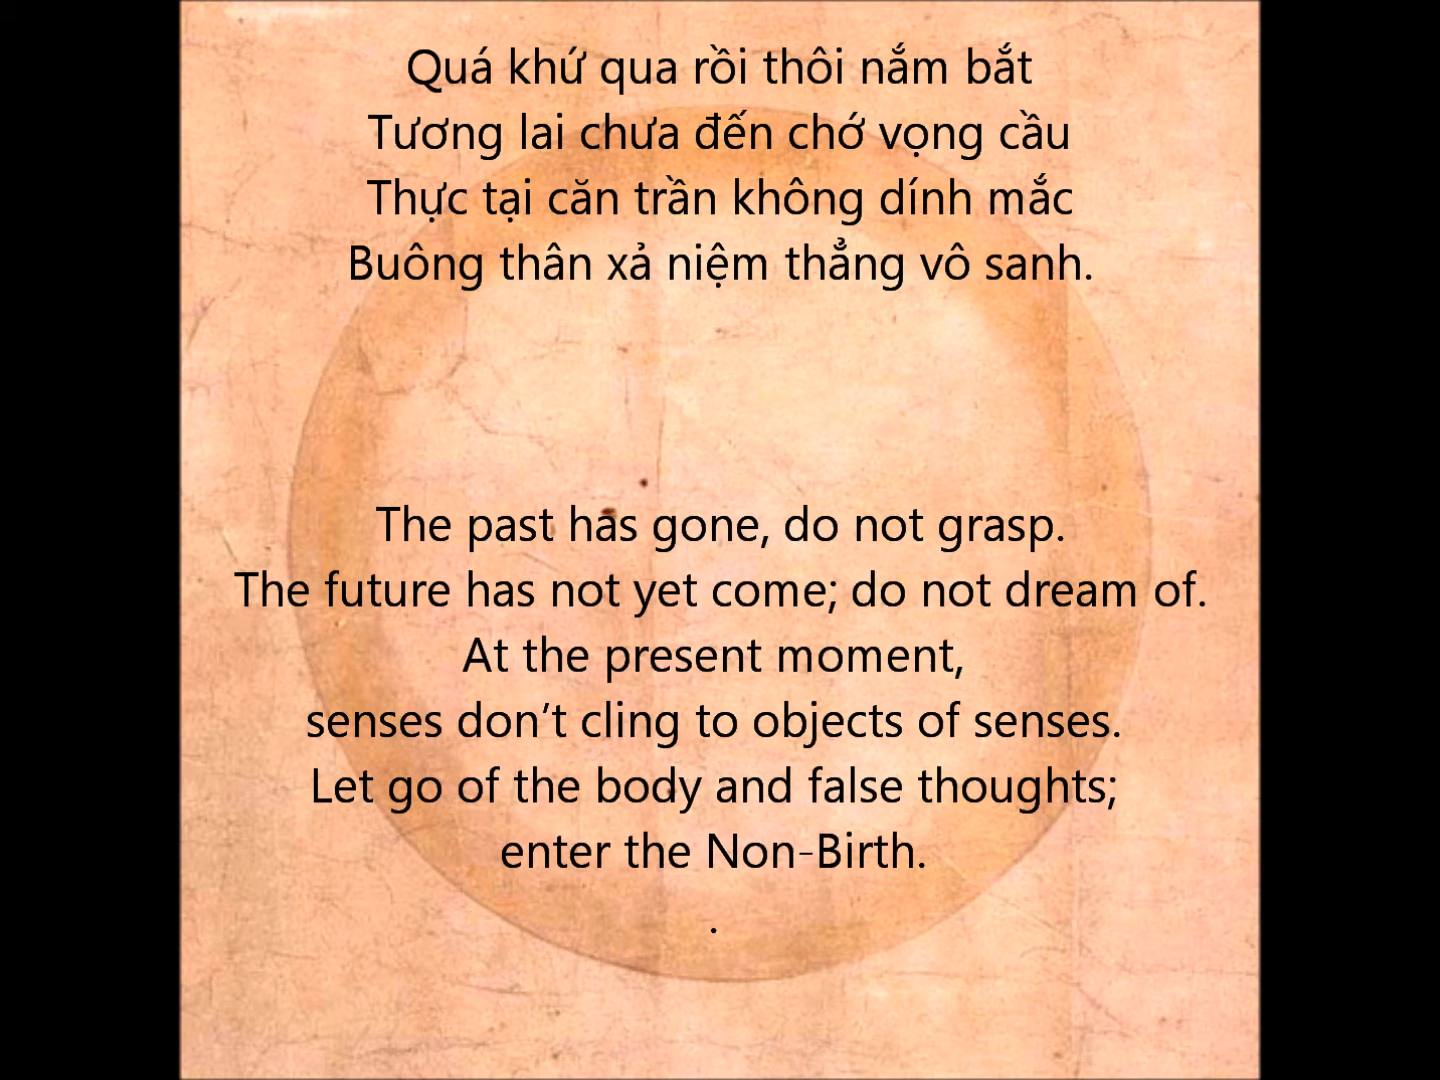 Quá khứ qua rồi thôi nắm bắt
Tương lai chưa đến chớ vọng cầu
Thực tại căn trần không dính mắc
Buông thân xả niệm thẳng vô sanh.
The past has gone, do not grasp.
The future has not yet come; do not dream of.
At the present moment,
senses don’t cling to objects of senses.
Let go of the body and false thoughts;
enter the Non-Birth.
.